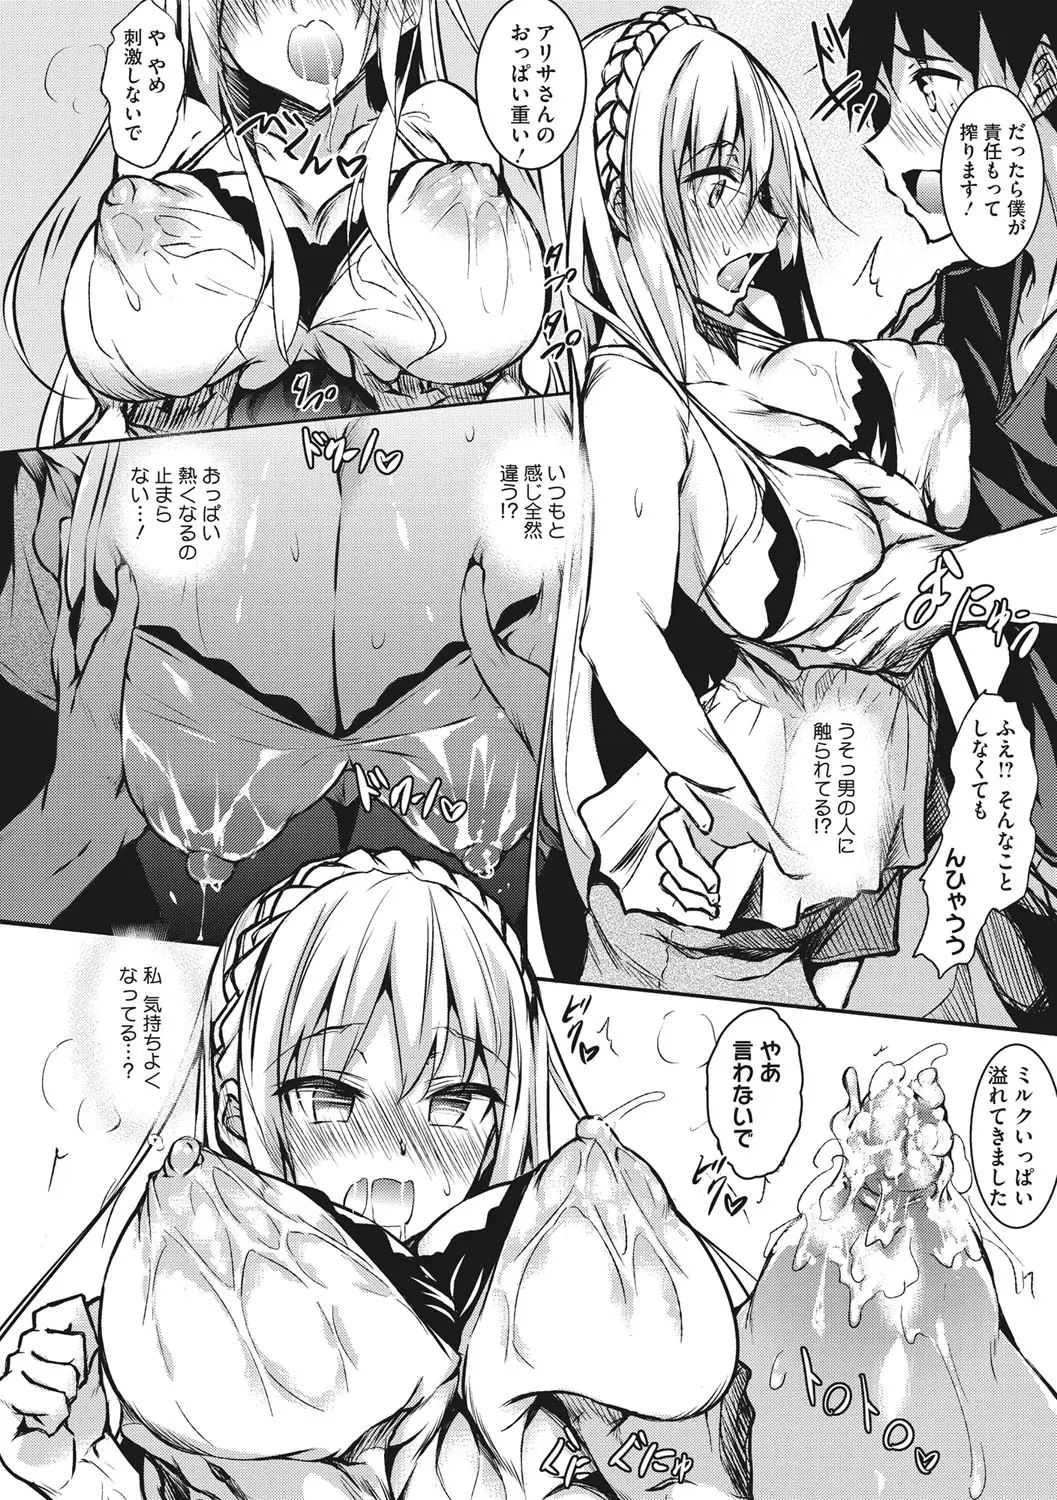 だったら僕が
責任もって
搾ります！
アリサさんの
おっぱい重い！
や やめ
刺激しないで
ふえ!? そんなこと
しなくても
んひゃうう
うそっ男の人に
触られてる!?
いつもと
感じ全然
違う!?
おっぱい
熱くなるの
止まら
ない…！
ミルクいっぱい
溢れてきました
やあ
言わないで
私 気持ちよく
なってる…？